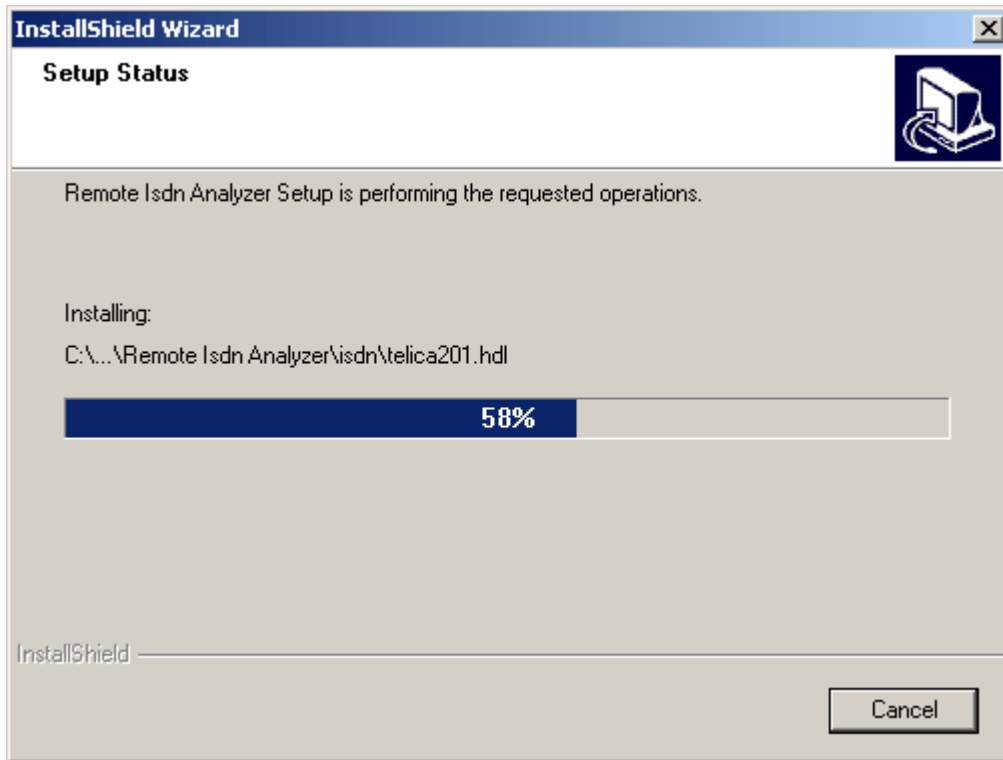 InstallShield Wizard
Setup Status
Remote Isdn Analyzer Setup is performing the requested operations.
Installing:
C:\...\Remote Isdn Analyzer\isdn\telica201.hdl
58%
InstallShield
Cancel